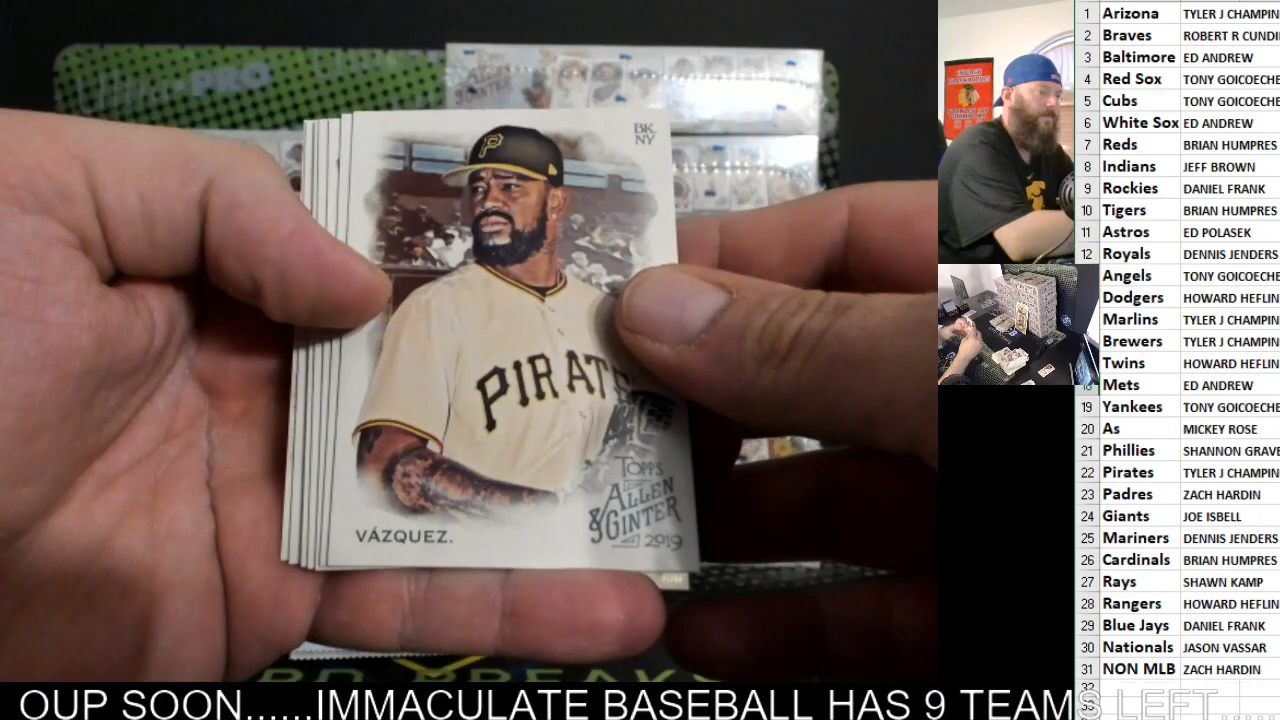 BK.
NY
P
PIRATE
TOPPS
ALLEN
& GINTER
2019
VÁZQUEZ.
1 Arizona TYLER J CHAMPIN
2 Braves ROBERT R CUNDI
3 Baltimore ED ANDREW
4 Red Sox TONY GOICOECHE
5 Cubs TONY GOICOECHE
6 White Sox ED ANDREW
7 Reds BRIAN HUMPRES
8 Indians JEFF BROWN
9 Rockies DANIEL FRANK
10 Tigers BRIAN HUMPRES
11 Astros ED POLASEK
12 Royals DENNIS JENDERS
Angels TONY GOICOECHE
Dodgers HOWARD HEFLIN
Marlins TYLER J CHAMPIN
Brewers TYLER J CHAMPIN
Twins HOWARD HEFLIN
Mets ED ANDREW
19 Yankees TONY GOICOECHE
20 As MICKEY ROSE
21 Phillies SHANNON GRAVE
22 Pirates TYLER J CHAMPIN
23 Padres ZACH HARDIN
24 Giants JOE ISBELL
25 Mariners DENNIS JENDERS
26 Cardinals BRIAN HUMPRES
27 Rays SHAWN KAMP
28 Rangers HOWARD HEFLIN
29 Blue Jays DANIEL FRANK
30 Nationals JASON VASSAR
31 NON MLB ZACH HARDIN
OUP SOON......IMMACULATE BASEBALL HAS 9 TEAMS LEFT......